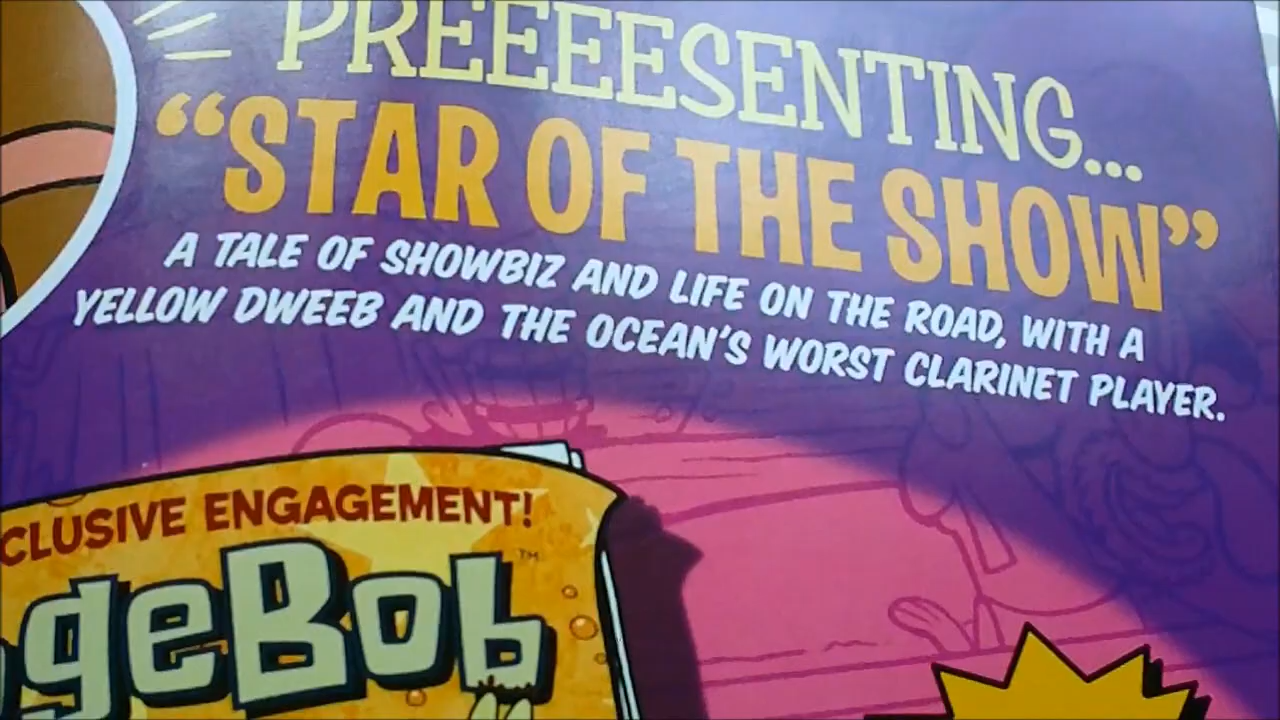 PREEEESENTING...
“STAR OF THE SHOW”
A TALE OF SHOWBIZ AND LIFE ON THE ROAD, WITH A
YELLOW DWEEB AND THE OCEAN'S WORST CLARINET PLAYER.
CLUSIVE ENGAGEMENT!
geBob™